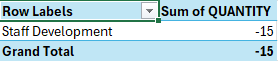 Row Labels Sum of QUANTITY
Staff Development -15
Grand Total -15